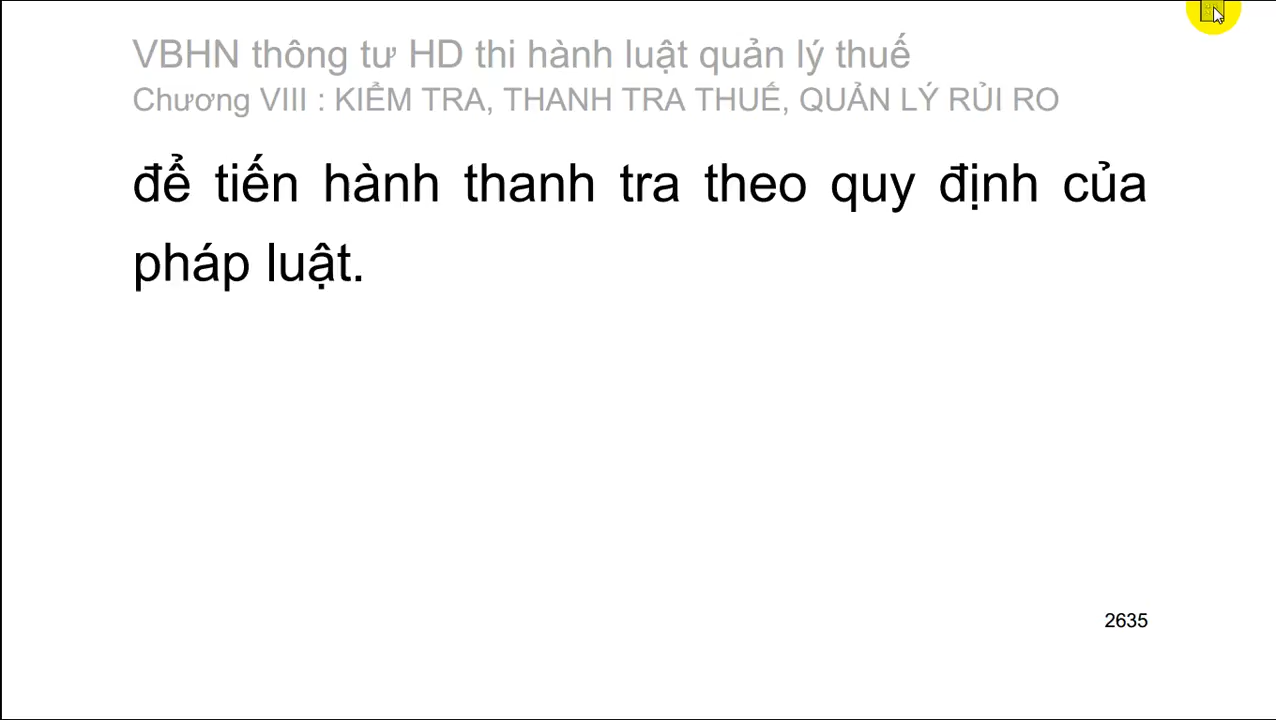 VBHN thông tư HD thi hành luật quản lý thuế
Chương VIII : KIỂM TRA, THANH TRA THUẾ, QUẢN LÝ RỦI RO
để tiến hành thanh tra theo quy định của
pháp luật.
2635